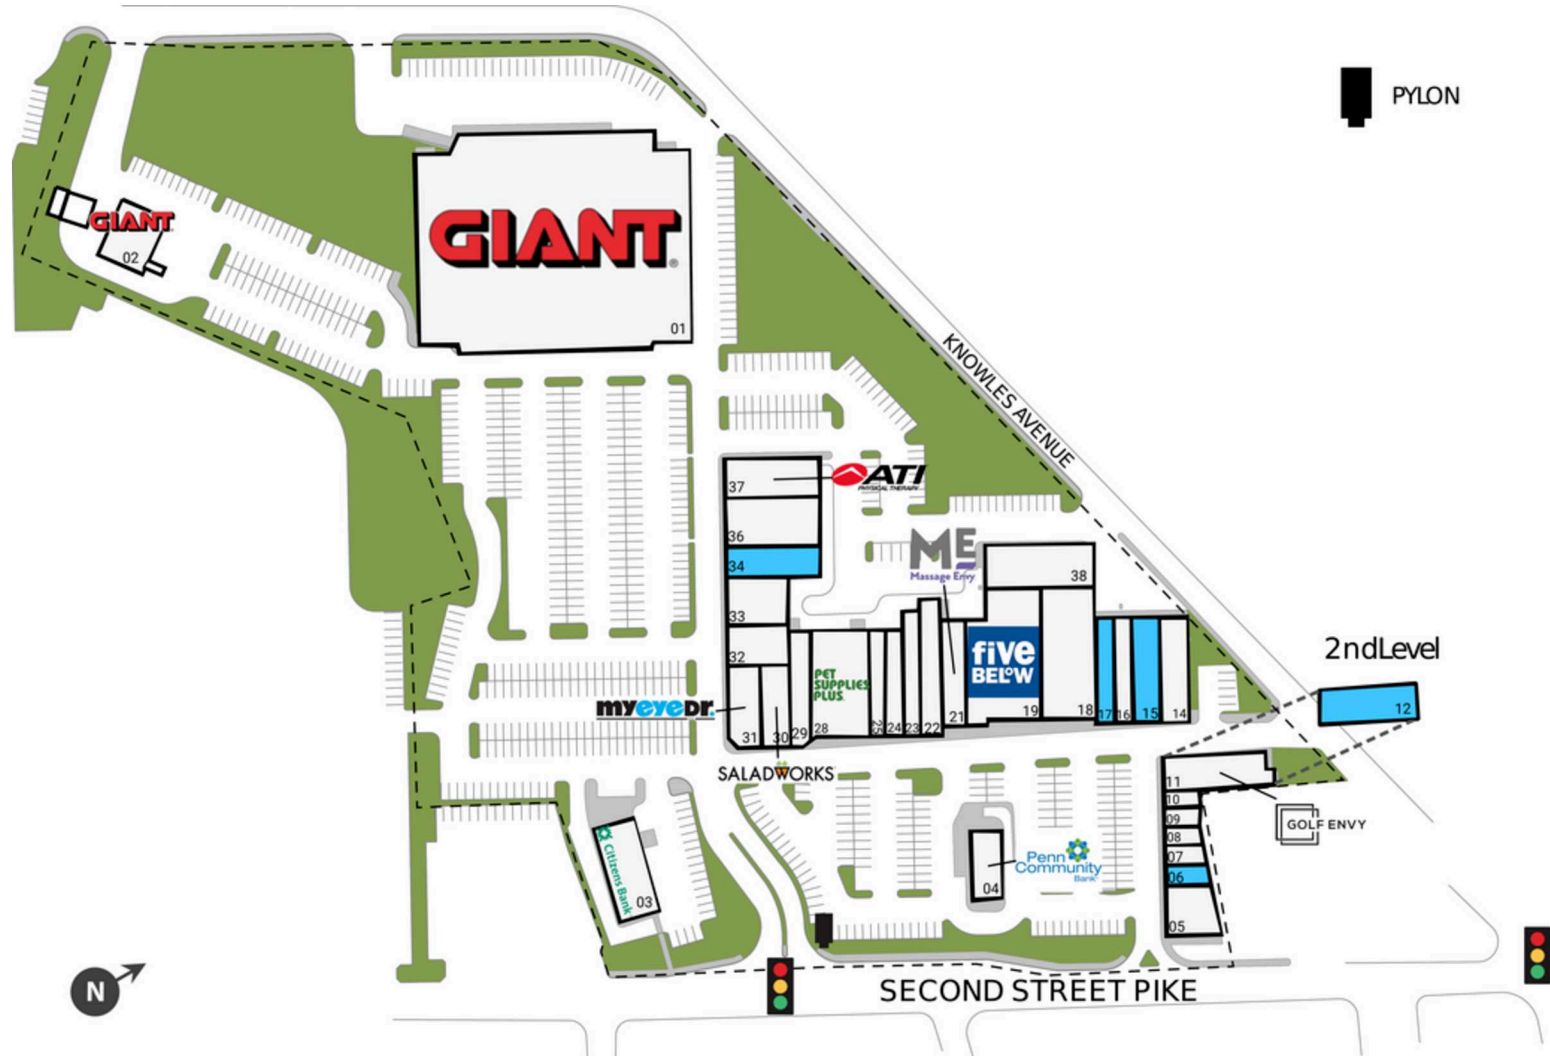 PYLON
GIANT
02
GIANT
01
KNOWLES AVENUE
37
ATI
PHYSICAL THERAPY
36
34
33
32
ME
Massage Envy
38
2ndLevel
12
five
BEL°W
PET
SUPPLIES
PLUS
myeyeDr.
31
30
29
28
25
24
23
22
21
19
18
17
16
15
14
SALADWORKS
11
10
09
08
07
06
05
GOLF ENVY
Citizens Bank
03
04
Penn
Community
Bank
N
SECOND STREET PIKE